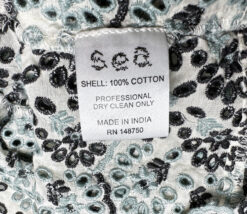 sea
SHELL: 100% COTTON
PROFESSIONAL
DRY CLEAN ONLY
MADE IN INDIA
RN 148750